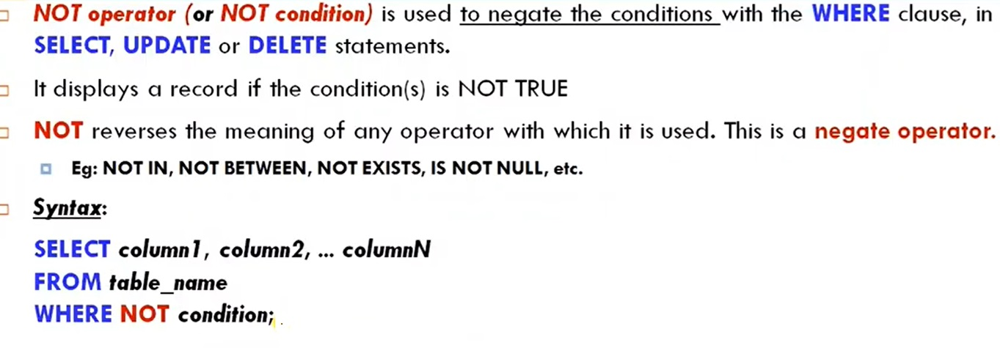 NOT operator (or NOT condition) is used to negate the conditions with the WHERE clause, in
SELECT, UPDATE or DELETE statements.
It displays a record if the condition(s) is NOT TRUE
NOT reverses the meaning of any operator with which it is used. This is a negate operator.
Eg: NOT IN, NOT BETWEEN, NOT EXISTS, IS NOT NULL, etc.
Syntax:
SELECT column1, column2, ... columnN
FROM table_name
WHERE NOT condition;